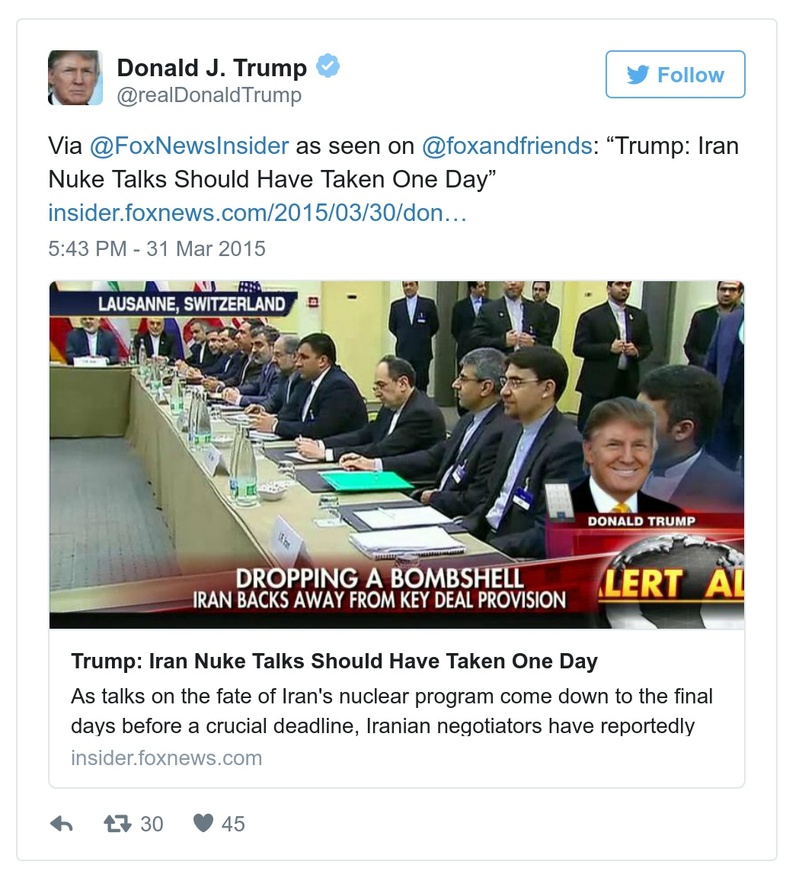 Donald J. Trump
@realDonaldTrump
Follow
Via @FoxNewsInsider as seen on @foxandfriends: “Trump: Iran
Nuke Talks Should Have Taken One Day”
insider.foxnews.com/2015/03/30/don…
5:43 PM - 31 Mar 2015
LAUSANNE, SWITZERLAND
DONALD TRUMP
DROPPING A BOMBSHELL
IRAN BACKS AWAY FROM KEY DEAL PROVISION
LERT AL
Trump: Iran Nuke Talks Should Have Taken One Day
As talks on the fate of Iran's nuclear program come down to the final
days before a crucial deadline, Iranian negotiators have reportedly
insider.foxnews.com
30 45